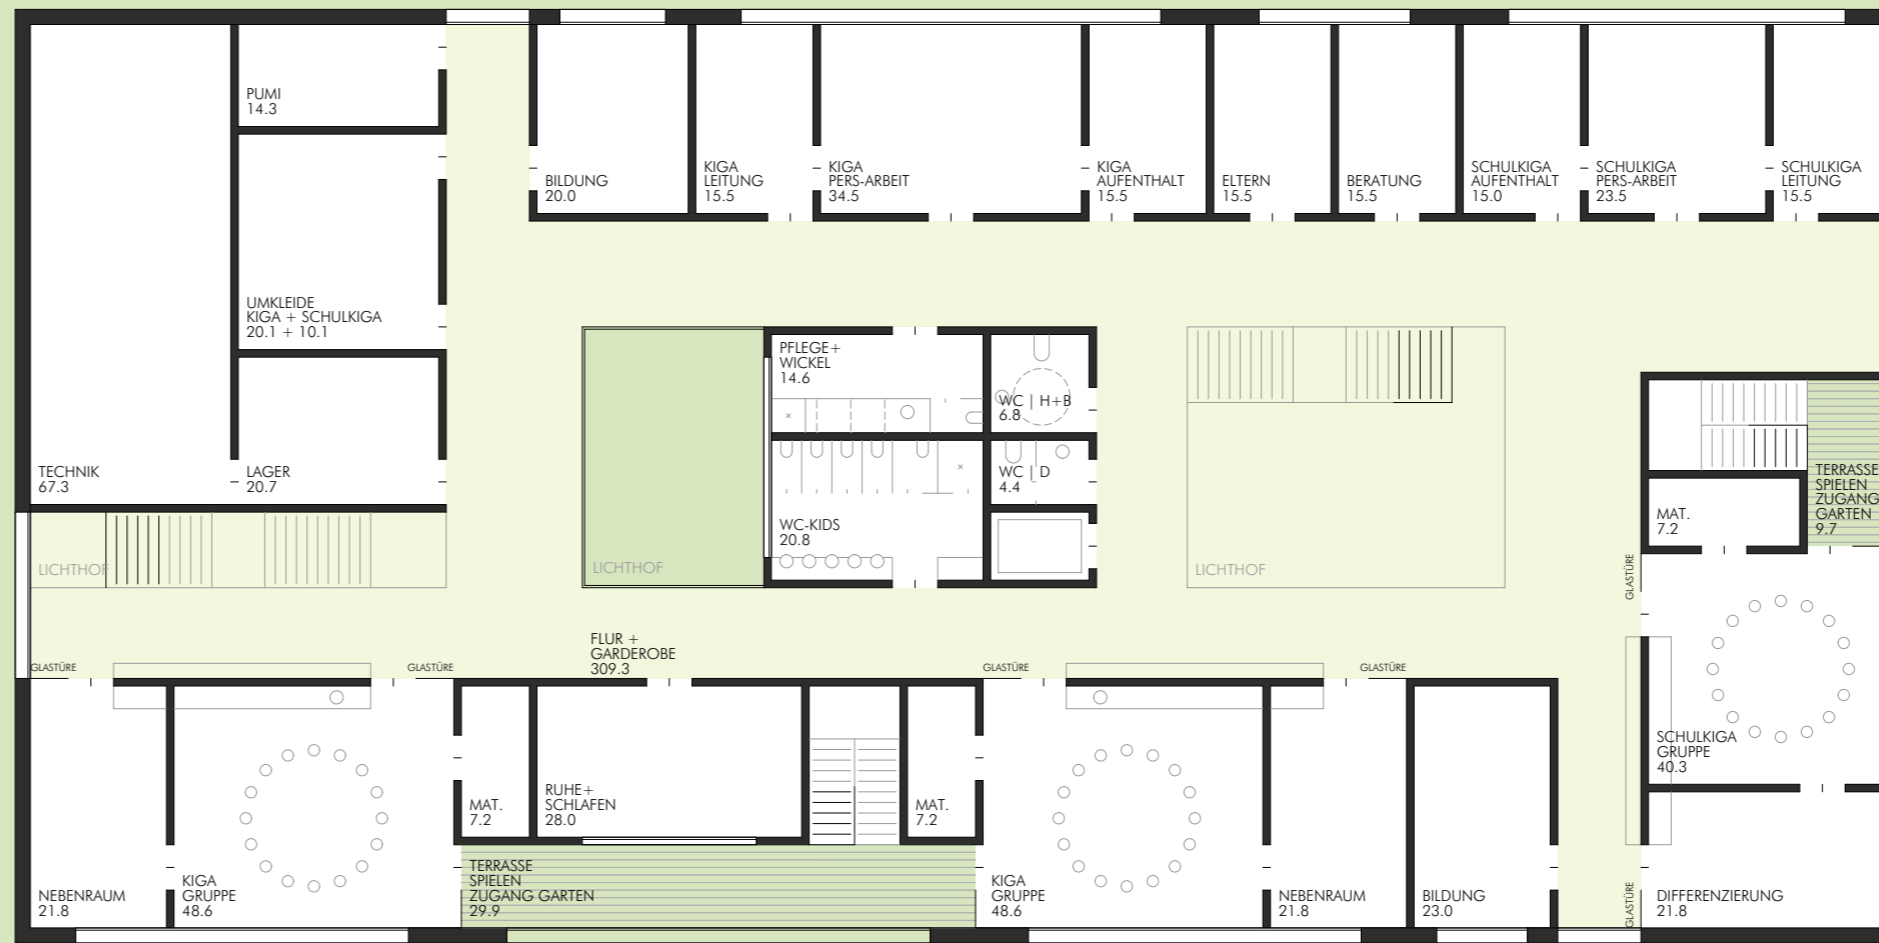 PUMI
14.3
BILDUNG
20.0
KIGA
LEITUNG
15.5
KIGA
PERS-ARBEIT
34.5
KIGA
AUFENTHALT
15.5
ELTERN
15.5
BERATUNG
15.5
SCHULKIGA
AUFENTHALT
15.0
SCHULKIGA
PERS-ARBEIT
23.5
SCHULKIGA
LEITUNG
15.5
UMKLEIDE
KIGA + SCHULKIGA
20.1 + 10.1
PFLEGE+
WICKEL
14.6
WC | H+B
6.8
TECHNIK
67.3
LAGER
20.7
WC | D
4.4
WC-KIDS
20.8
TERRASSE
SPIELEN
ZUGANG
GARTEN
9.7
MAT.
7.2
LICHTHOF
LICHTHOF
LICHTHOF
GLASTÜRE
FLUR +
GARDEROBE
309.3
GLASTÜRE
GLASTÜRE
GLASTÜRE
GLASTÜRE
SCHULKIGA
GRUPPE
40.3
NEBENRAUM
21.8
KIGA
GRUPPE
48.6
MAT.
7.2
RUHE+
SCHLAFEN
28.0
TERRASSE
SPIELEN
ZUGANG GARTEN
29.9
MAT.
7.2
KIGA
GRUPPE
48.6
NEBENRAUM
21.8
BILDUNG
23.0
GLASTÜRE
DIFFERENZIERUNG
21.8